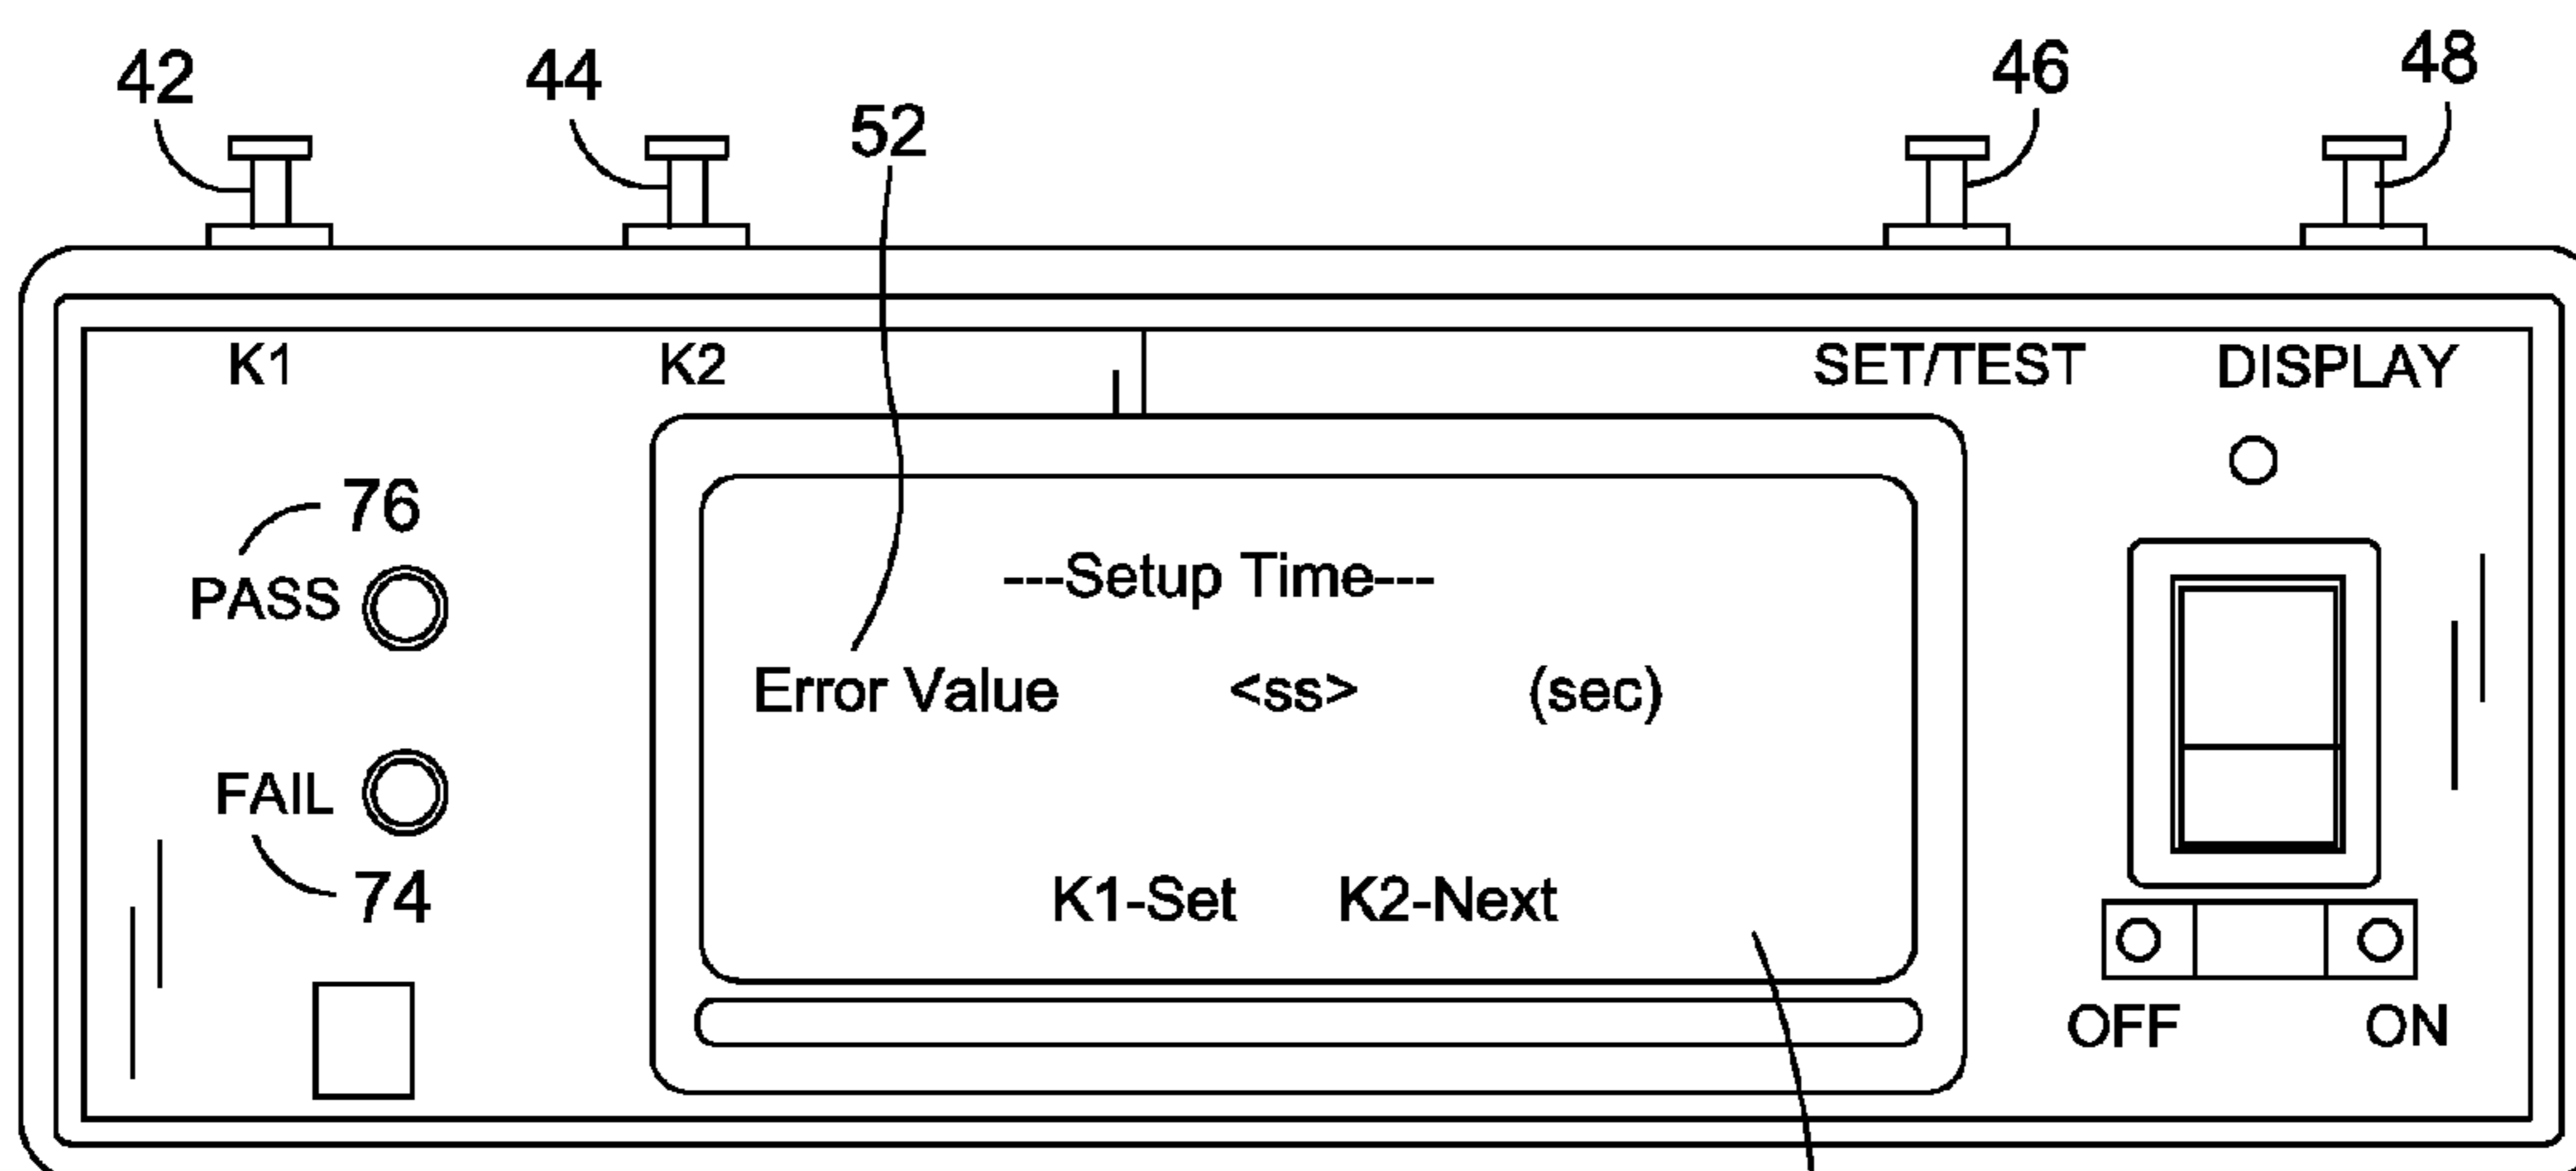 42
44
52
46
48
K1
K2
SET/TEST
DISPLAY
76
PASS
FAIL
74
---Setup Time---
Error Value <ss> (sec)
K1-Set K2-Next
OFF
ON